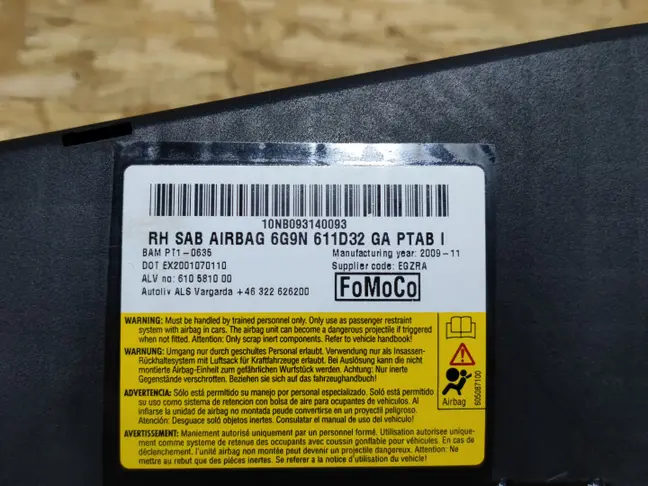 10NB093140093
RH SAB AIRBAG 6G9N 611D32 GA PTAB I
BAM PT1-0635
Manufacturing year: 2009-11
DOT EX2001070110
Supplier code: EGZRA
ALV no: 610 5810 00
FoMoCo
Autoliv ALS Vargarda +46 322 626200
WARNING: Must be handled by trained personnel only. Only use as passenger restraint
system with airbag in cars. The airbag unit can become a dangerous projectile if triggered
when not fitted. Attention: Only scrap inert components. Refer to vehicle handbook!
WARNUNG: Umgang nur durch geschultes Personal erlaubt. Verwendung nur als Insassen-
Rückhaltesystem mit Luftsack für Kraftfahrzeuge erlaubt. Bei Auslösung kann die nicht
montierte Airbag-Einheit zum gefährlichen Wurfstück werden. Achtung: Nur inerte
Gegenstände verschrotten. Beziehen sie sich auf das fahrzeughandbuch!
ADVERTENCIA: Sólo está permitido su manejo por personal especializado. Soló está permitido
su uso como sistema de retencion con bolsa de aire para ocupantes de vehículos. Al
inflarse la unidad de airbag no montada peude convertirse en un proyectil peligroso.
Atención: Desguace soló objetos inertes. Consulatar el manual de uso del vehículo!
AVERTISSEMENT: Maniement autorisé uniquement par un personnel formé. Utilisation autorisee unique-
ment comme systeme de retenue des occupants avec coussin gonflable pour véhicules. En cas de
déclenchement. l'unité airbag non montée peut devenir un projectile dangereux. Attention: Ne
mettre au rebut que des pièces inertes. Se referer a la notice d'utilisation du vehicule!
Airbag
605087100